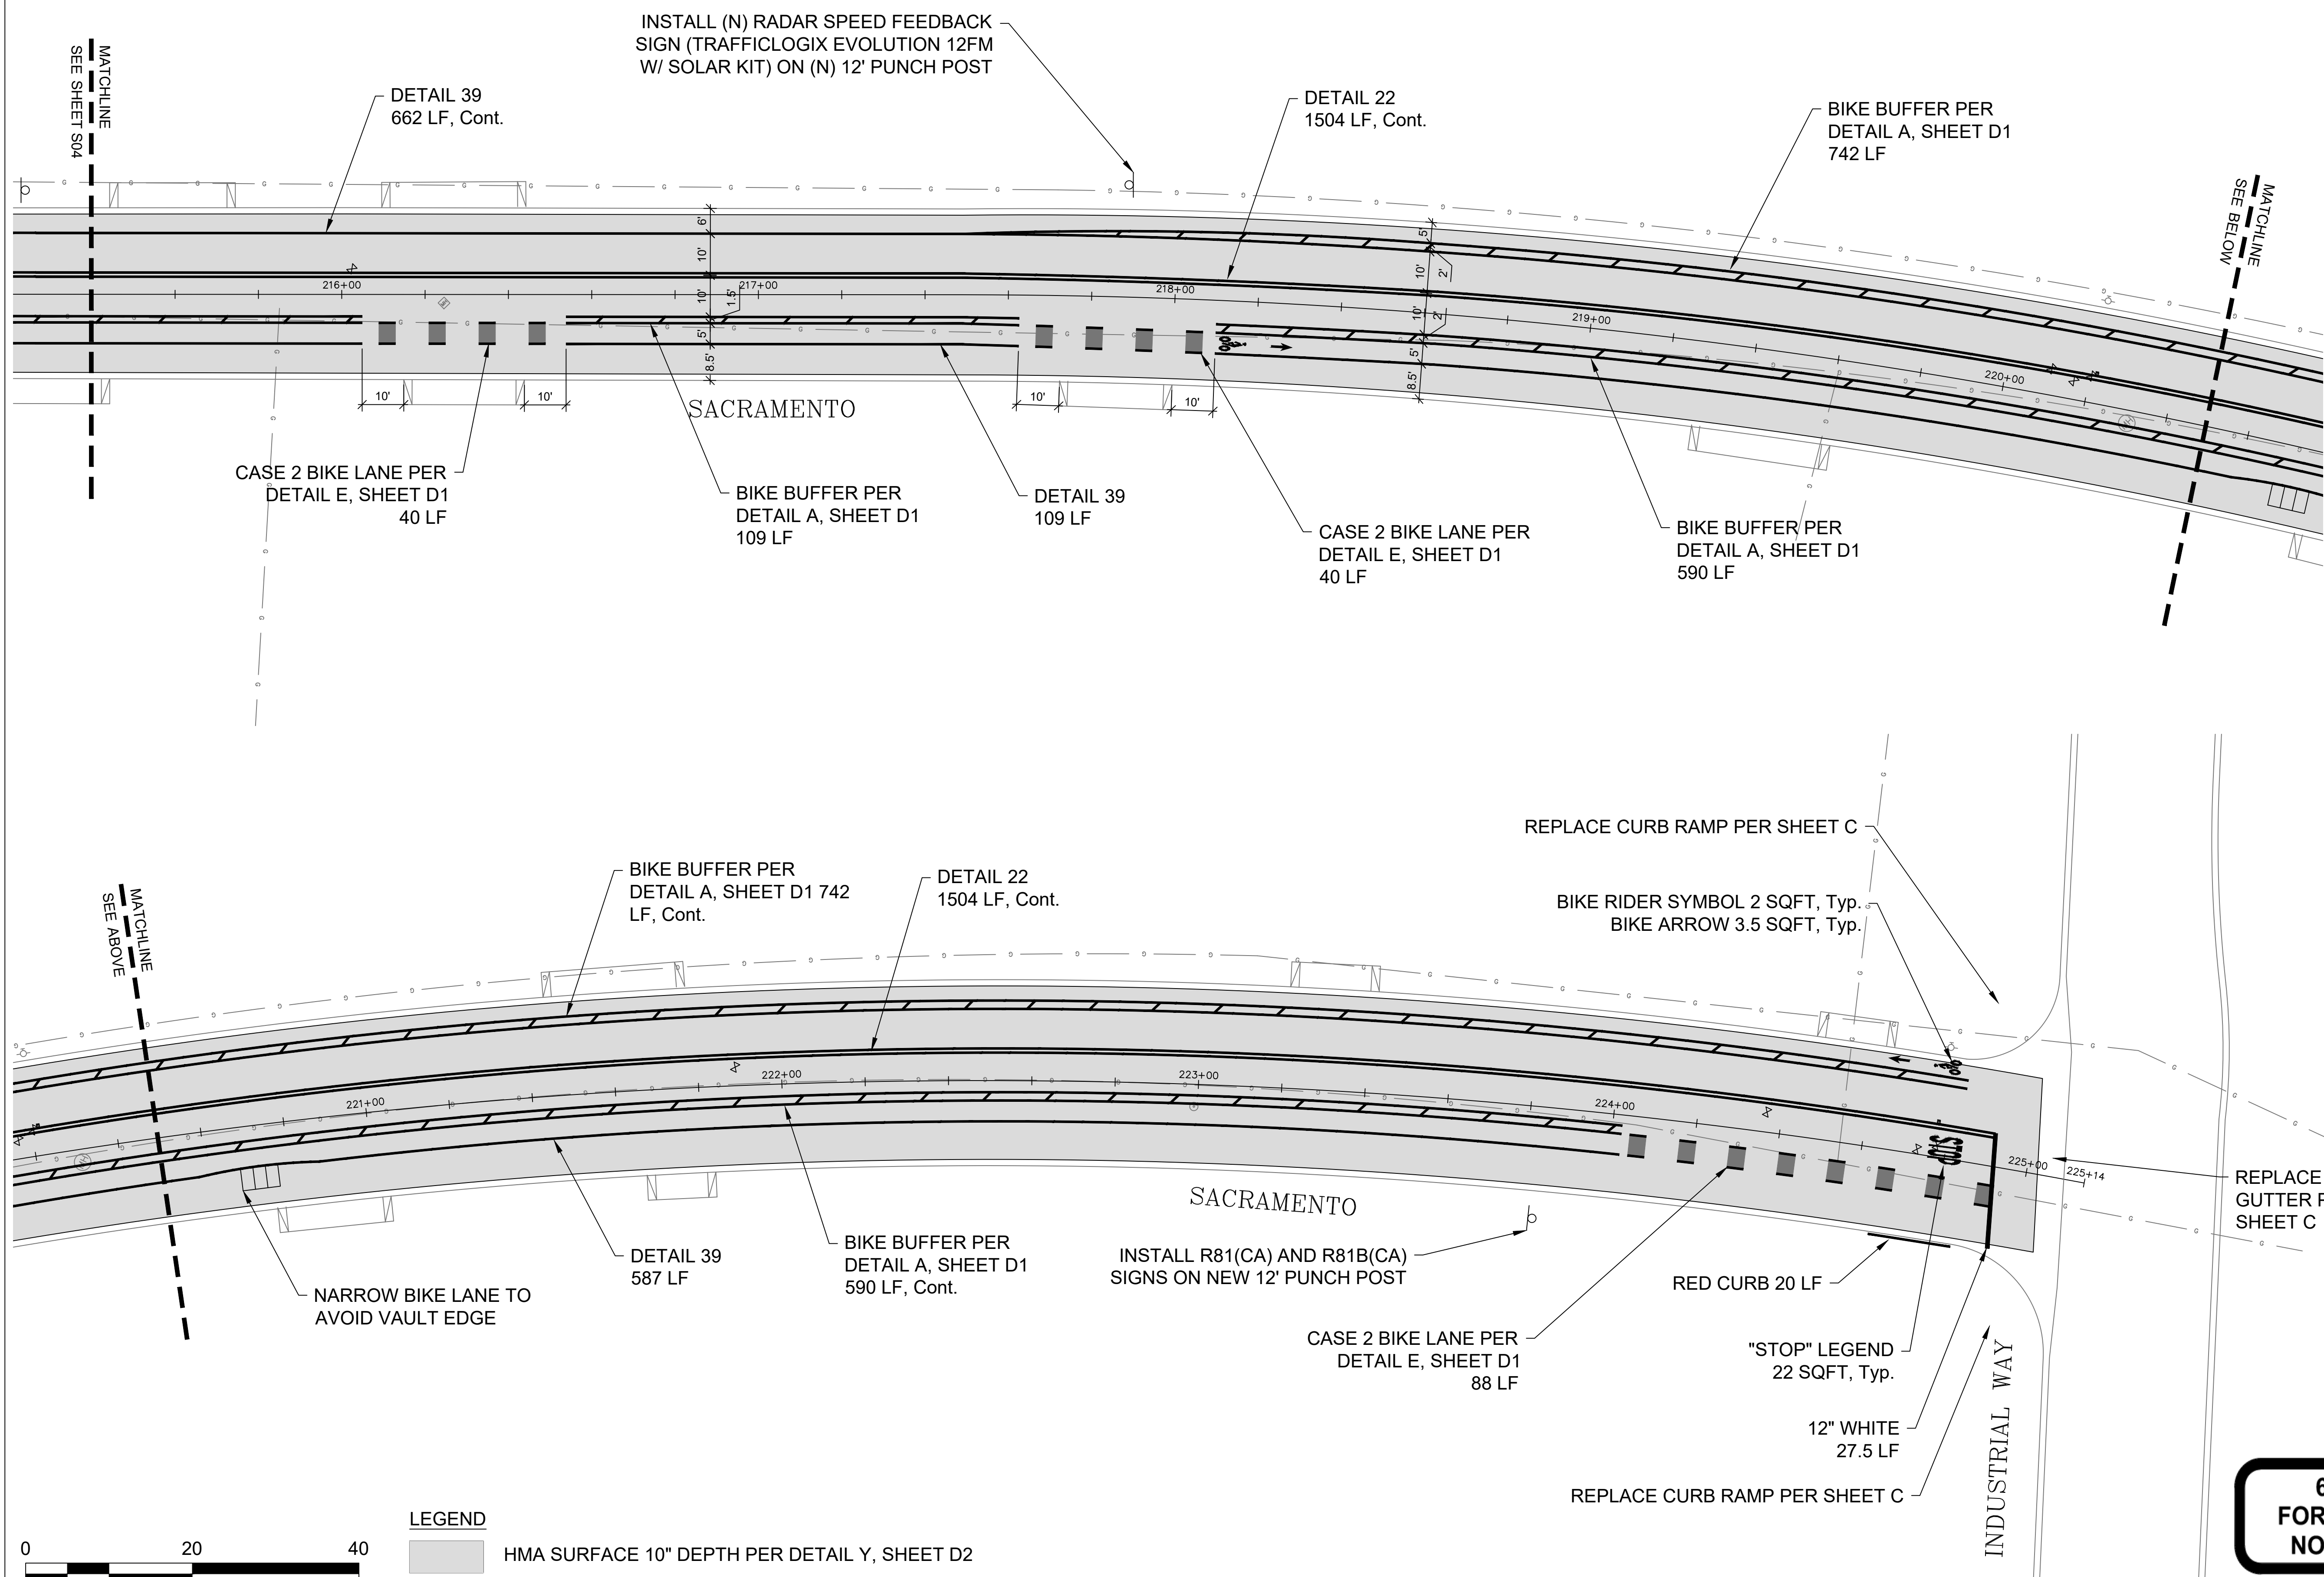 INSTALL (N) RADAR SPEED FEEDBACK
SIGN (TRAFFICLOGIX EVOLUTION 12FM
W/ SOLAR KIT) ON (N) 12' PUNCH POST
MATCHLINE
SEE SHEET S04
DETAIL 39
662 LF, Cont.
DETAIL 22
1504 LF, Cont.
BIKE BUFFER PER
DETAIL A, SHEET D1
742 LF
MATCHLINE
SEE BELOW
6'
10'
10'
1.5'
5'
8.5'
5'
10'
2'
10'
2'
5'
8.5'
216+00
217+00
218+00
219+00
220+00
10'
10'
10'
10'
SACRAMENTO
CASE 2 BIKE LANE PER
DETAIL E, SHEET D1
40 LF
BIKE BUFFER PER
DETAIL A, SHEET D1
109 LF
DETAIL 39
109 LF
CASE 2 BIKE LANE PER
DETAIL E, SHEET D1
40 LF
BIKE BUFFER PER
DETAIL A, SHEET D1
590 LF
REPLACE CURB RAMP PER SHEET C
BIKE RIDER SYMBOL 2 SQFT, Typ.
BIKE ARROW 3.5 SQFT, Typ.
MATCHLINE
SEE ABOVE
BIKE BUFFER PER
DETAIL A, SHEET D1 742
LF, Cont.
DETAIL 22
1504 LF, Cont.
221+00
222+00
223+00
224+00
225+00
225+14
STOP
MH
MH
SACRAMENTO
REPLACE
GUTTER
SHEET C
NARROW BIKE LANE TO
AVOID VAULT EDGE
DETAIL 39
587 LF
BIKE BUFFER PER
DETAIL A, SHEET D1
590 LF, Cont.
INSTALL R81(CA) AND R81B(CA)
SIGNS ON NEW 12' PUNCH POST
RED CURB 20 LF
CASE 2 BIKE LANE PER
DETAIL E, SHEET D1
88 LF
"STOP" LEGEND
22 SQFT, Typ.
12" WHITE
27.5 LF
REPLACE CURB RAMP PER SHEET C
INDUSTRIAL WAY
FOR
NO
LEGEND
HMA SURFACE 10" DEPTH PER DETAIL Y, SHEET D2
0 20 40